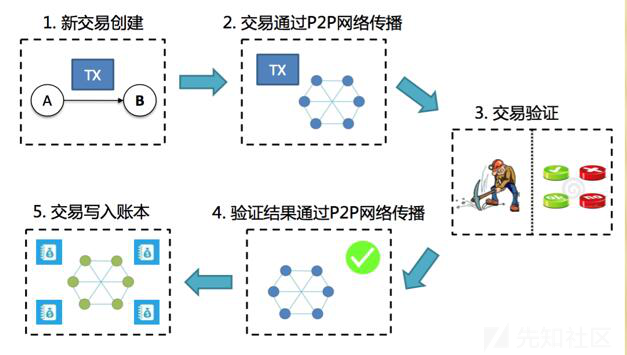 1. 新交易创建
TX
A
B
2. 交易通过P2P网络传播
TX
3. 交易验证
4. 验证结果通过P2P网络传播
5. 交易写入账本
先知社区